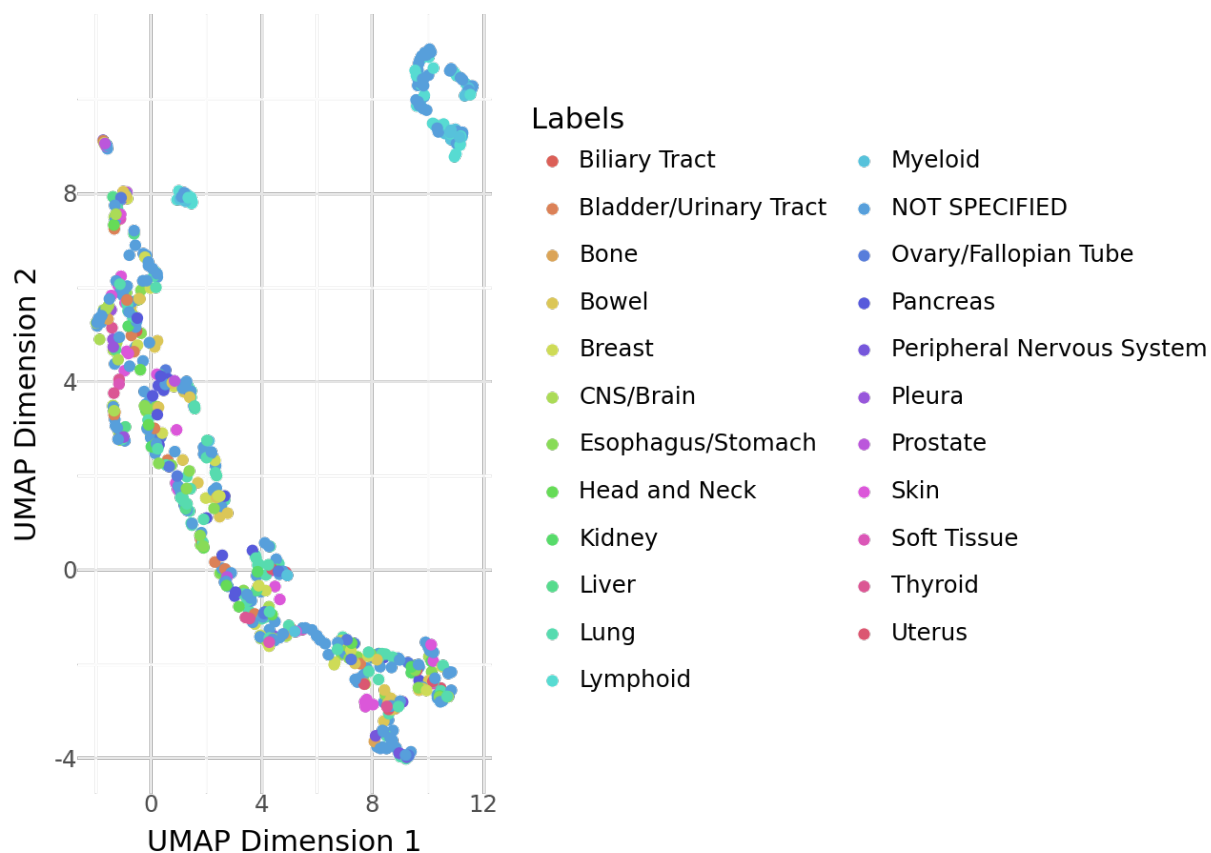 8
4
0
-4
0 4 8 12
UMAP Dimension 1
UMAP Dimension 2
Labels
Biliary Tract
Bladder/Urinary Tract
Bone
Bowel
Breast
CNS/Brain
Esophagus/Stomach
Head and Neck
Kidney
Liver
Lung
Lymphoid
Myeloid
NOT SPECIFIED
Ovary/Fallopian Tube
Pancreas
Peripheral Nervous System
Pleura
Prostate
Skin
Soft Tissue
Thyroid
Uterus